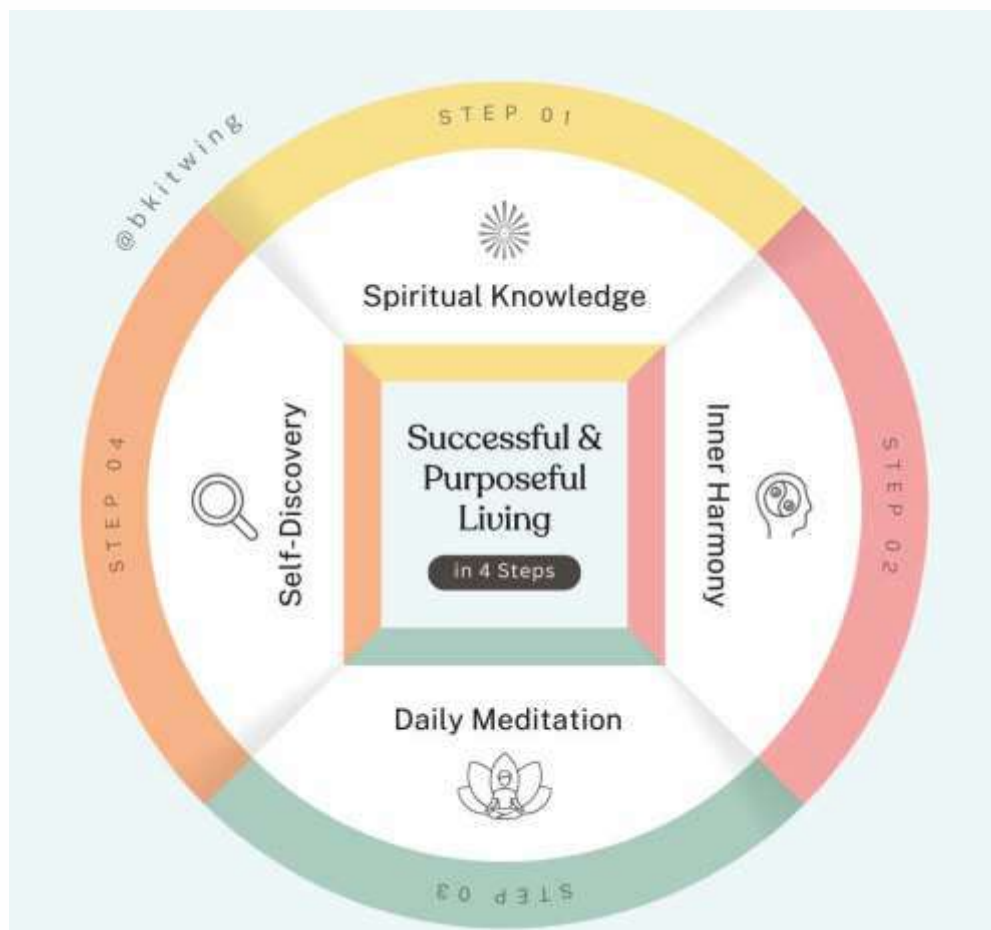 @bkitwing
STEP 01
Spiritual Knowledge
STEP 02
Inner Harmony
STEP 03
Daily Meditation
STEP 04
Self-Discovery
Successful &
Purposeful
Living
in 4 Steps